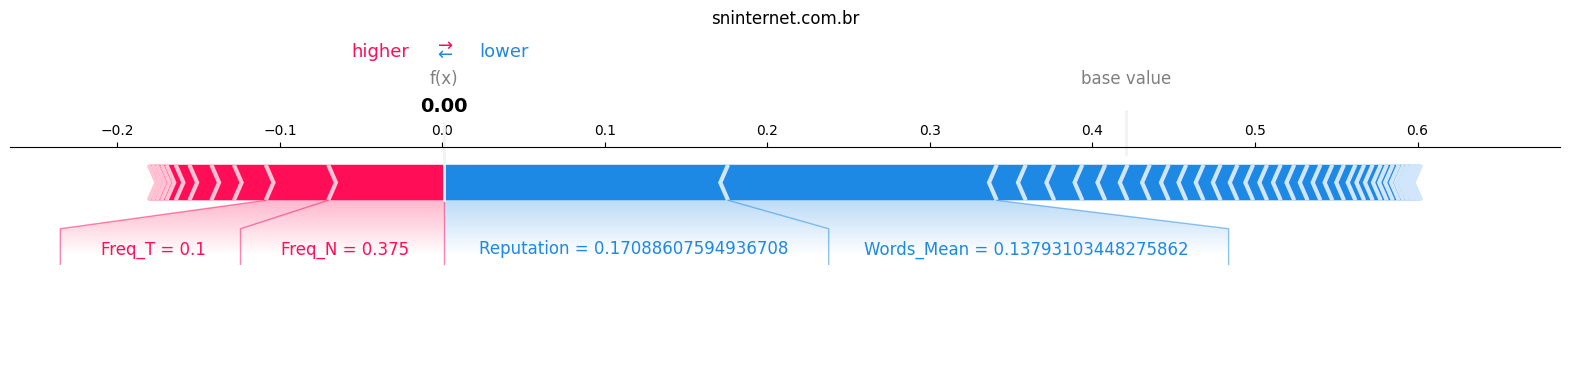 sninternet.com.br
higher ⇄ lower
f(x) base value
0.00
−0.2 −0.1 0.0 0.1 0.2 0.3 0.4 0.5 0.6
Freq_T = 0.1 Freq_N = 0.375 Reputation = 0.17088607594936708 Words_Mean = 0.13793103448275862